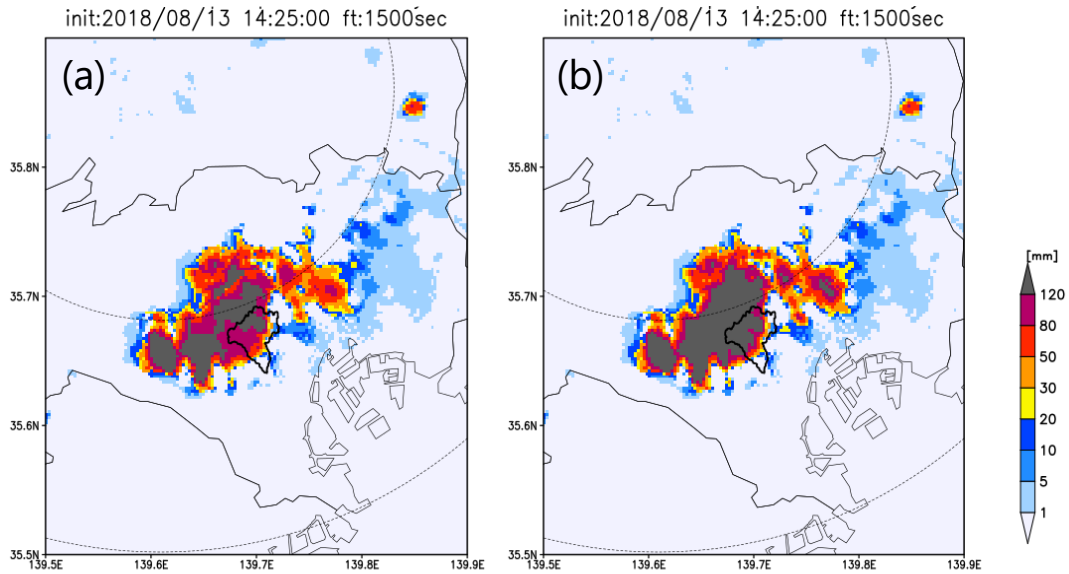 init:2018/08/13 14:25:00 ft:1500sec
init:2018/08/13 14:25:00 ft:1500sec
(a)
(b)
35.8N
35.7N
35.6N
35.5N
139.5E
139.6E
139.7E
139.8E
139.9E
35.8N
35.7N
35.6N
35.5N
139.5E
139.6E
139.7E
139.8E
139.9E
[mm]
120
80
50
30
20
10
5
1